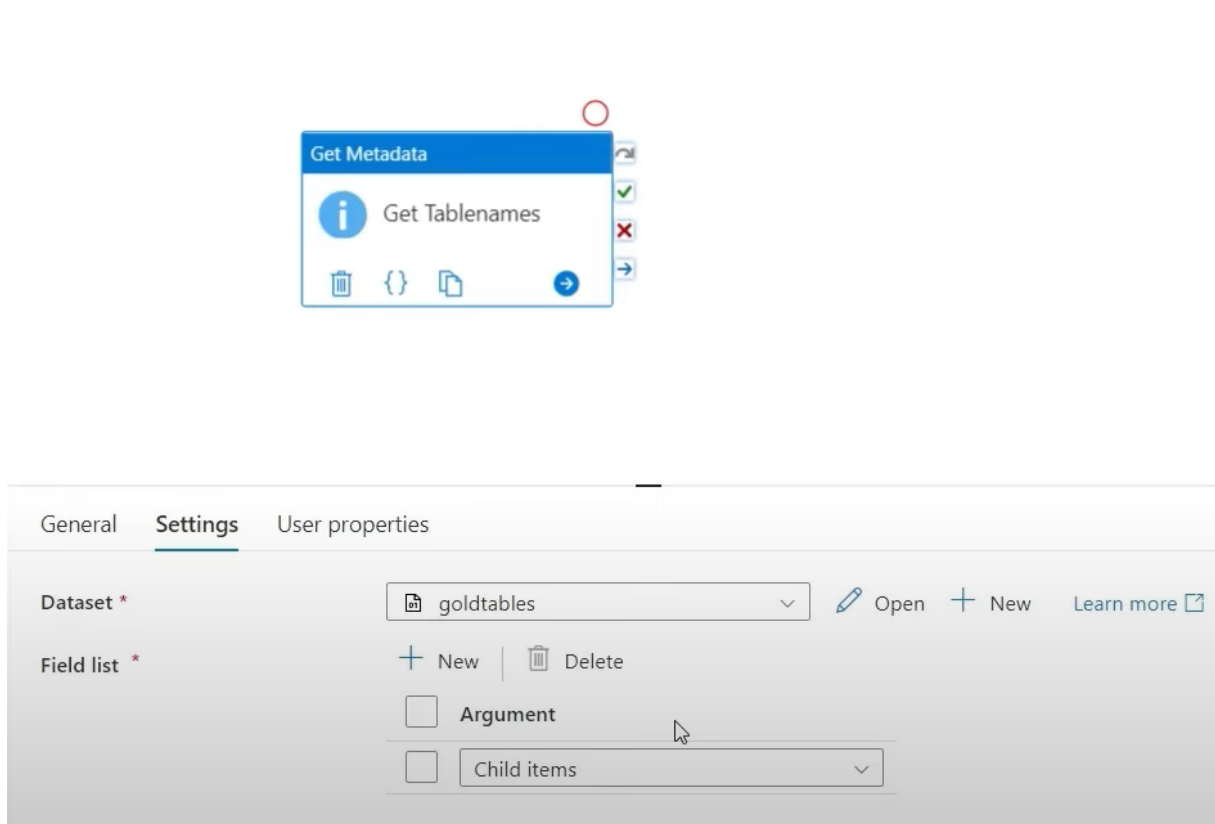 Get Metadata
Get Tablenames
General Settings User properties
Dataset * goldtables Open New Learn more
Field list * New Delete
Argument
Child items